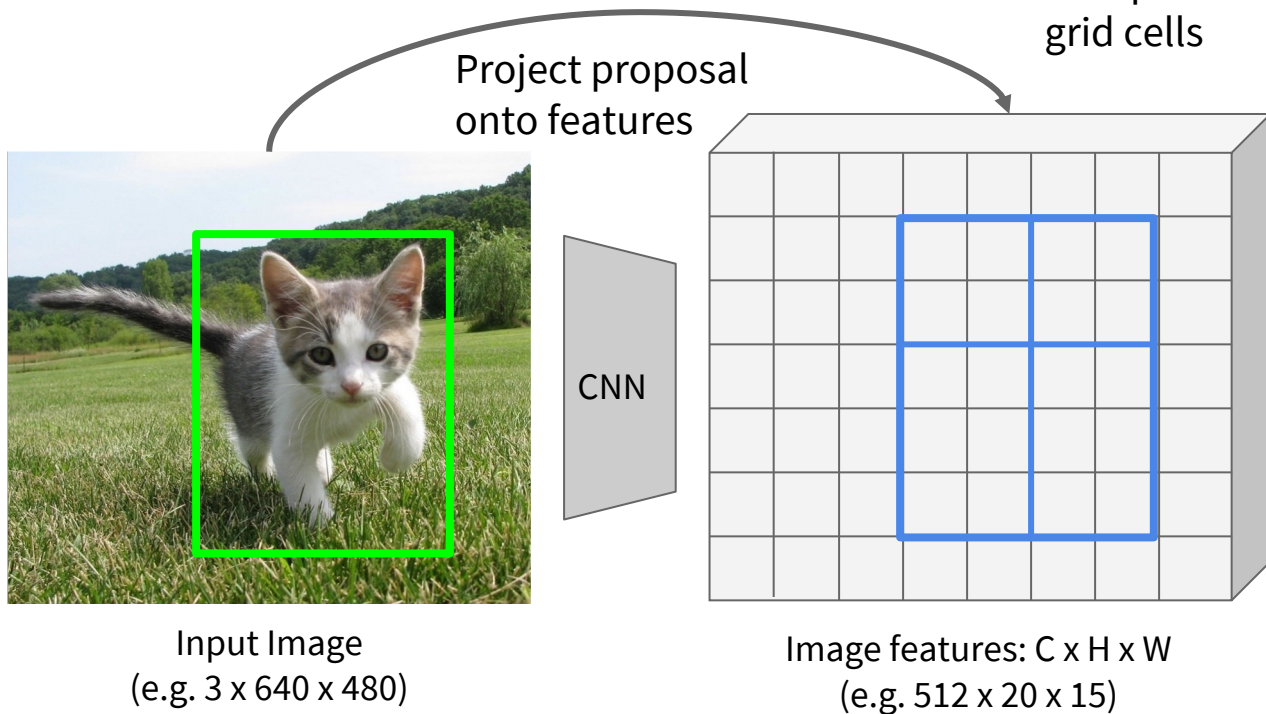 grid cells
Project proposal
onto features
CNN
Input Image
(e.g. 3 x 640 x 480)
Image features: C x H x W
(e.g. 512 x 20 x 15)